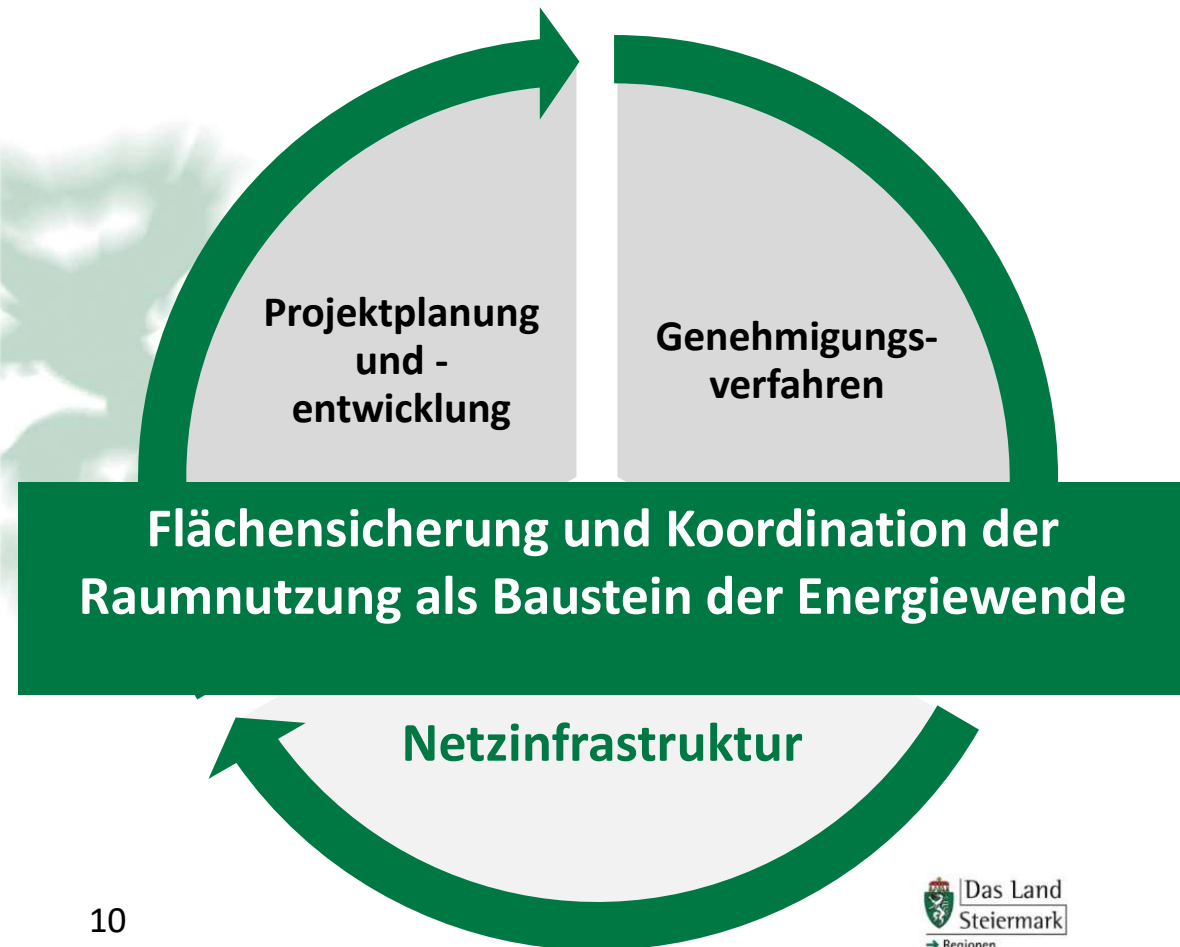 Projektplanung
und -
entwicklung
Genehmigungs-
verfahren
Flächensicherung und Koordination der
Raumnutzung als Baustein der Energiewende
Netzinfrastruktur
10
Das Land
Steiermark
→ Regionen